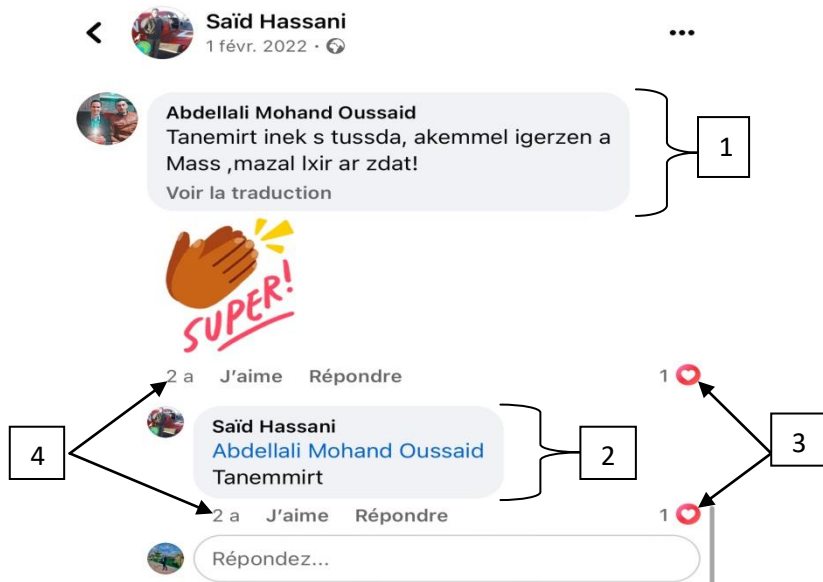 Saïd Hassani
1 févr. 2022 ·
Abdellali Mohand Oussaid
Tanemirt inek s tussda, akemmel igerzen a
Mass ,mazal lxir ar zdat!
Voir la traduction
1
SUPER!
2 a J'aime Répondre 1
Saïd Hassani
Abdellali Mohand Oussaid
Tanemmirt
2
3
4
2 a J'aime Répondre 1
Répondez...